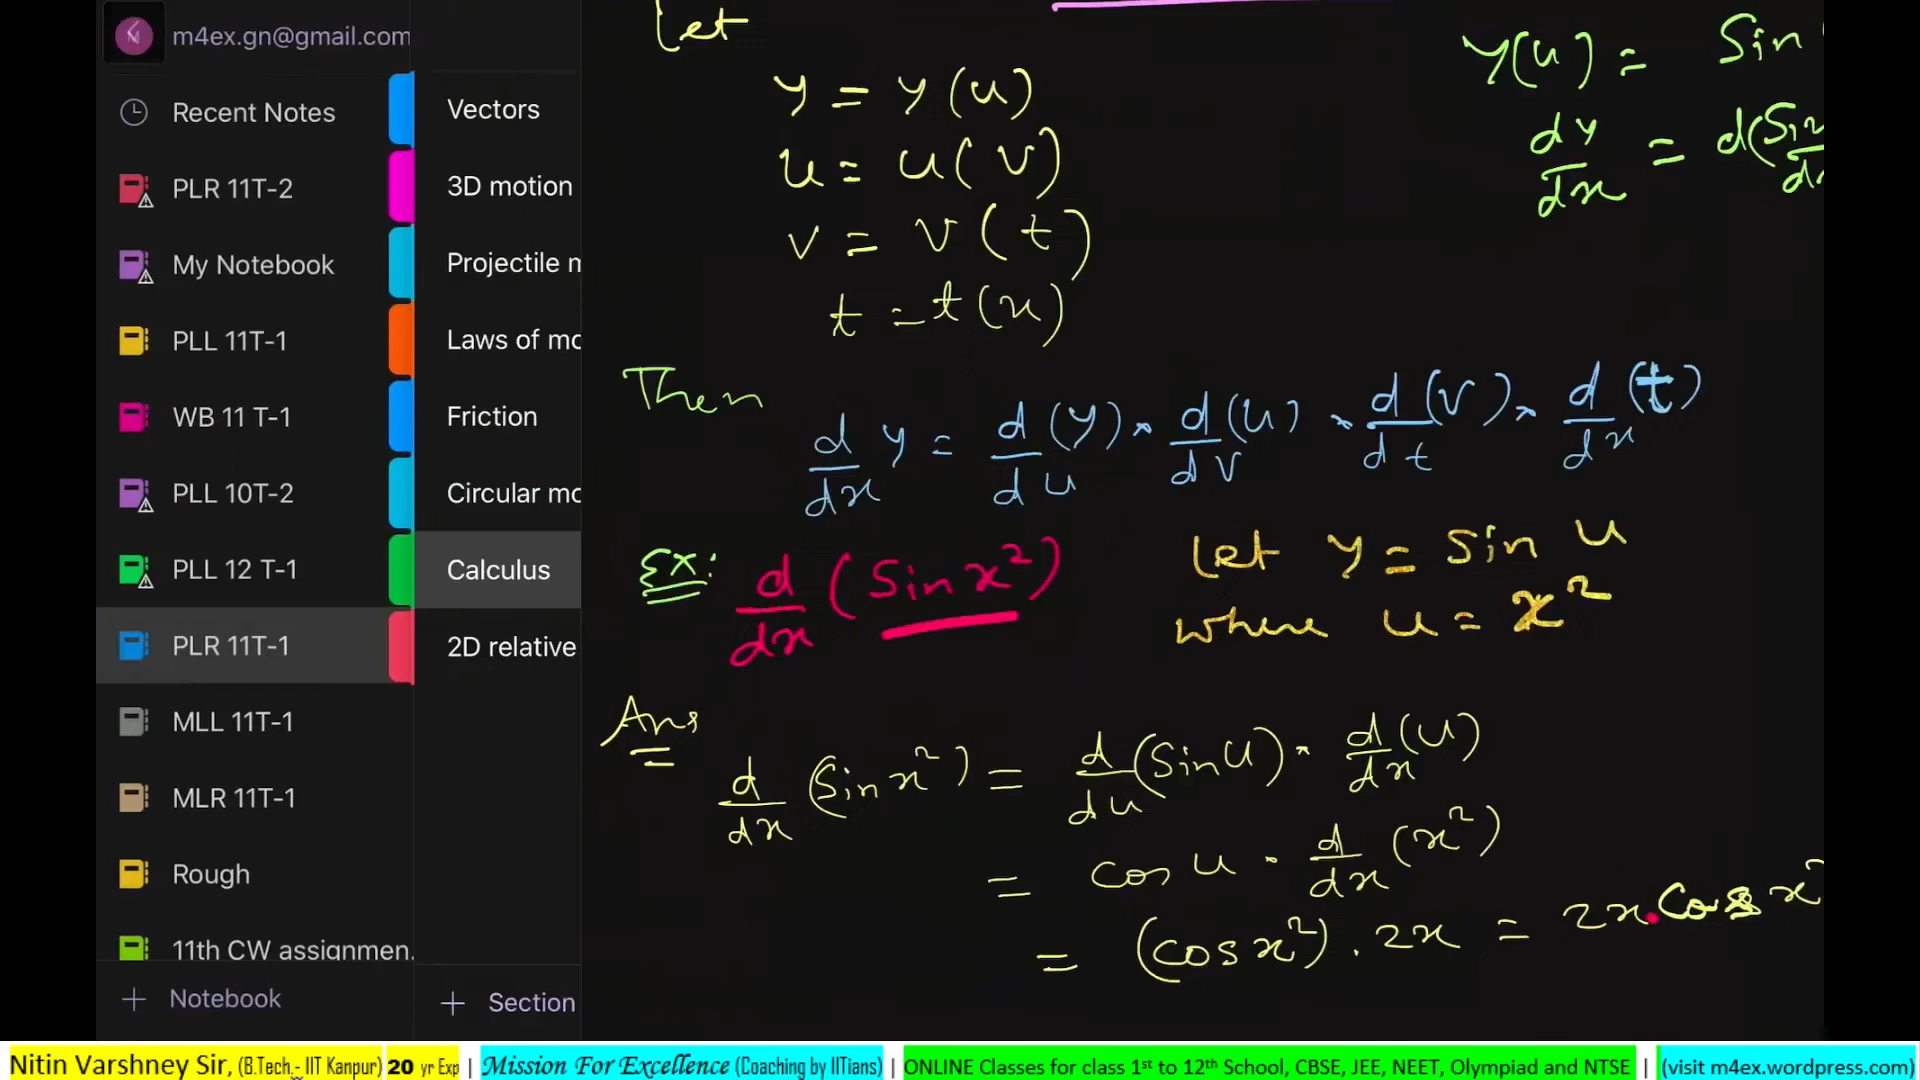 m4ex.gn@gmail.com
Recent Notes
PLR 11T-2
My Notebook
PLL 11T-1
WB 11 T-1
PLL 10T-2
PLL 12 T-1
PLR 11T-1
MLL 11T-1
MLR 11T-1
Rough
11th CW assignmen.
+ Notebook
Vectors
3D motion
Projectile m
Laws of mo
Friction
Circular mo
Calculus
2D relative
+ Section
Let
y = y(u)
u = u(v)
v = v(t)
t = t(x)
y(u) = Sin
dy/dx = d(Sin
Then
d/dx y = d/du (y) × d/dv (u) × d/dt (v) × d/dx (t)
Ex: d/dx (Sin x²)
Let y = sin u
where u = x²
Ans
d/dx (Sin x²) = d/du (Sin u) × d/dx (u)
= cos u · d/dx (x²)
= (cos x²) . 2x = 2x.Cos x²
Nitin Varshney Sir, (B.Tech.- IIT Kanpur) 20 yr Exp | Mission For Excellence (Coaching by IITians) | ONLINE Classes for class 1st to 12th School, CBSE, JEE, NEET, Olympiad and NTSE | (visit m4ex.wordpress.com)